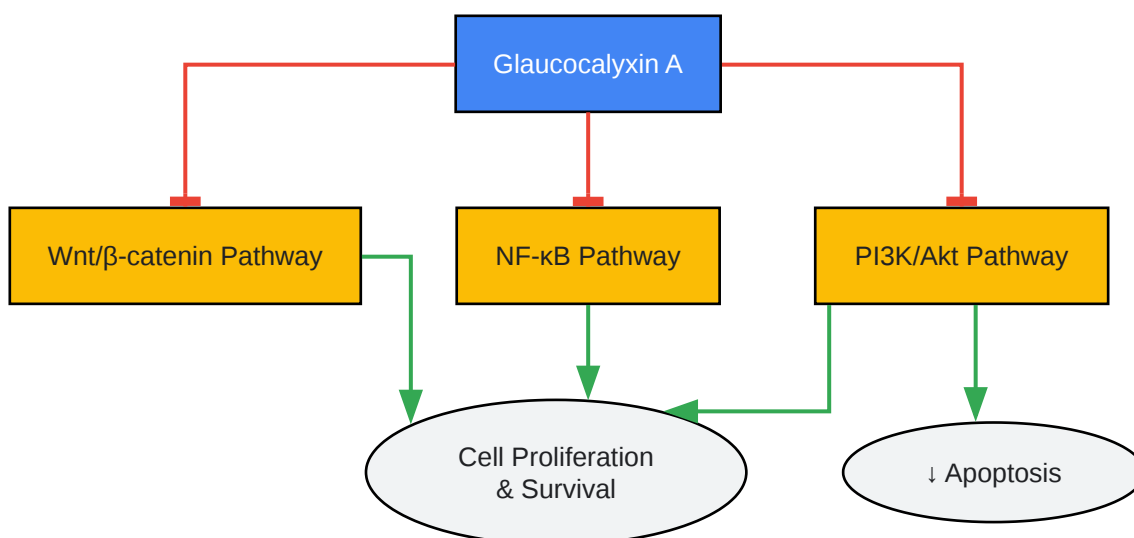 Glaucocalyxin A
Wnt/β-catenin Pathway
NF-κB Pathway
PI3K/Akt Pathway
Cell Proliferation
& Survival
↓ Apoptosis